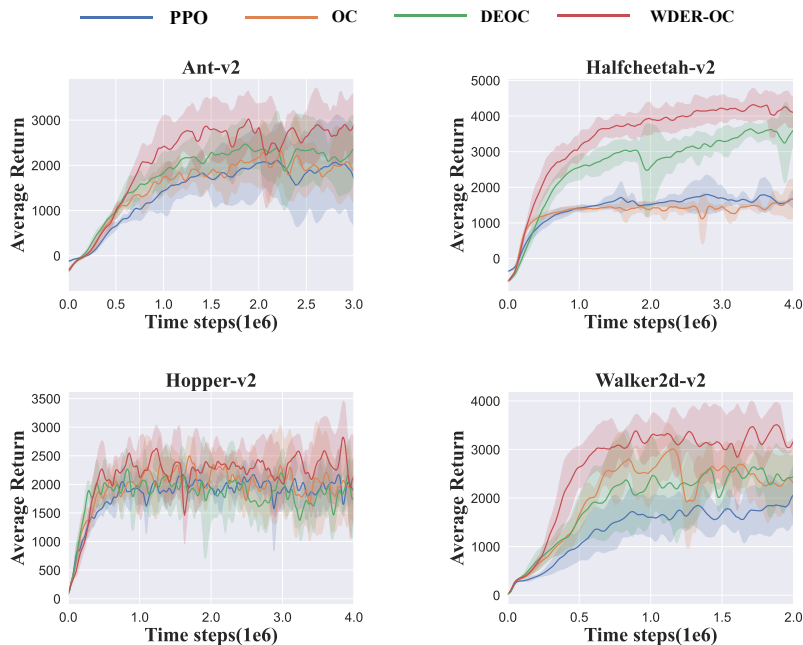 PPO OC DEOC WDER-OC
Ant-v2
Average Return
3000
2000
1000
0
0.0 0.5 1.0 1.5 2.0 2.5 3.0
Time steps(1e6)
Halfcheetah-v2
Average Return
5000
4000
3000
2000
1000
0
0.0 1.0 2.0 3.0 4.0
Time steps(1e6)
Hopper-v2
Average Return
3500
3000
2500
2000
1500
1000
500
0
0.0 1.0 2.0 3.0 4.0
Time steps(1e6)
Walker2d-v2
Average Return
4000
3000
2000
1000
0
0.0 0.5 1.0 1.5 2.0
Time steps(1e6)